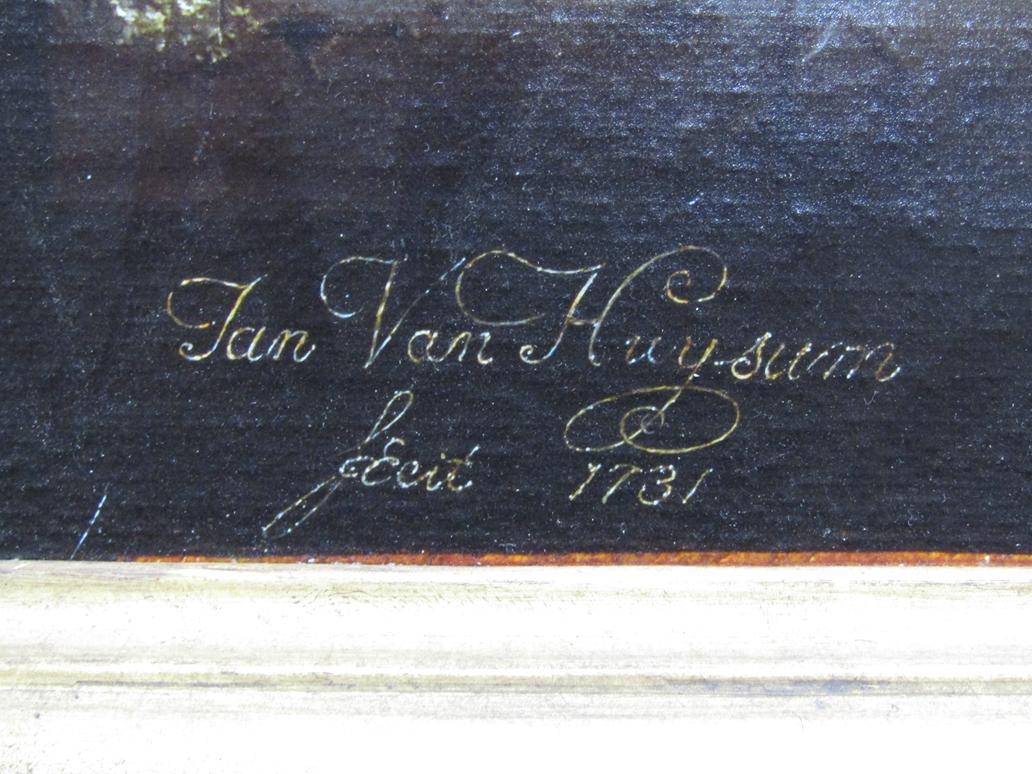 Jan Van Huysum
fecit 1731